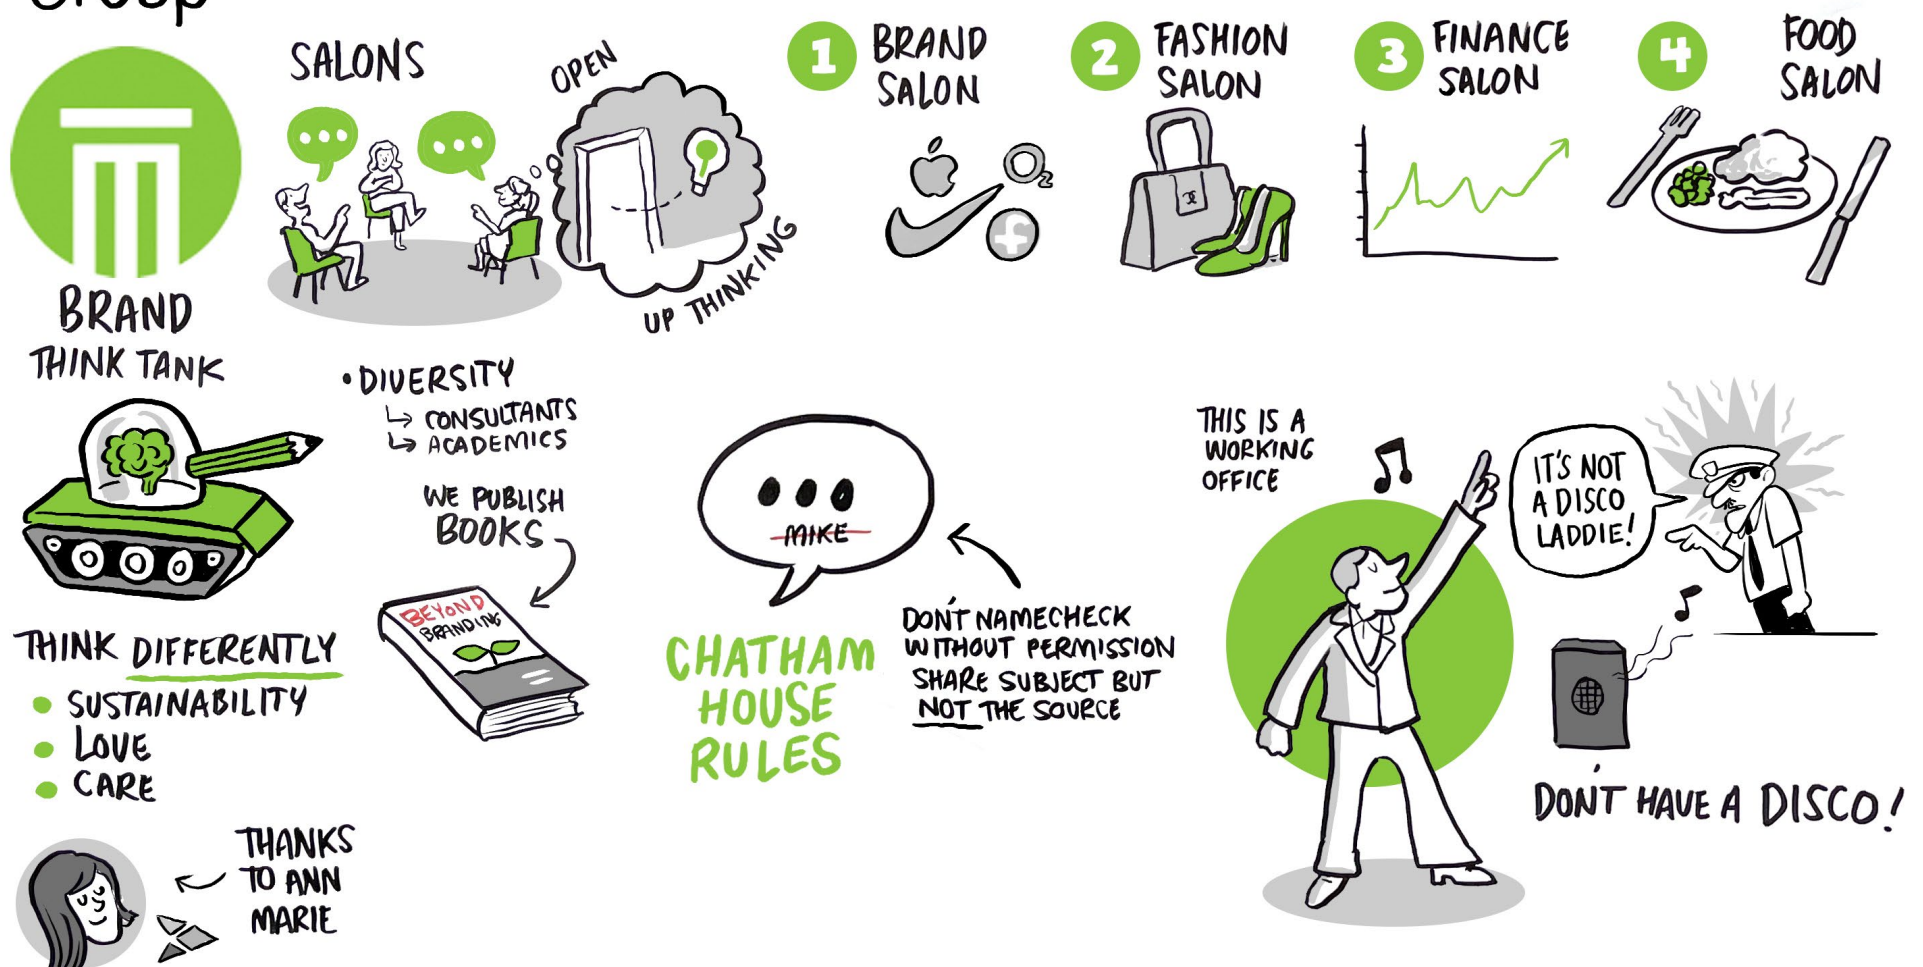 BRAND
THINK TANK
SALONS
OPEN
UP THINKING
1
BRAND
SALON
O2
f
2
FASHION
SALON
3
FINANCE
SALON
4
FOOD
SALON
• DIVERSITY
↳ CONSULTANTS
↳ ACADEMICS
WE PUBLISH
BOOKS
BEYOND
BRANDING
THINK DIFFERENTLY
• SUSTAINABILITY
• LOVE
• CARE
THANKS
TO ANN
MARIE
MIKE
CHATHAM
HOUSE
RULES
DON'T NAMECHECK
WITHOUT PERMISSION
SHARE SUBJECT BUT
NOT THE SOURCE
THIS IS A
WORKING
OFFICE
IT'S NOT
A DISCO
LADDIE!
DON'T HAVE A DISCO!